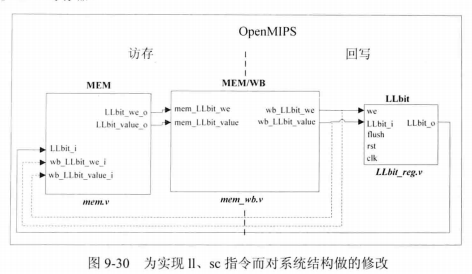 OpenMIPS
访存
回写
MEM
MEM/WB
LLbit
LLbit_we_o
LLbit_value_o
LLbit_i
wb_LLbit_we_i
wb_LLbit_value_i
mem.v
mem_LLbit_we
mem_LLbit_value
wb_LLbit_we
wb_LLbit_value
mem_wb.v
we
LLbit_i
LLbit_o
flush
rst
clk
LLbit_reg.v
图 9-30 为实现 ll、sc 指令而对系统结构做的修改